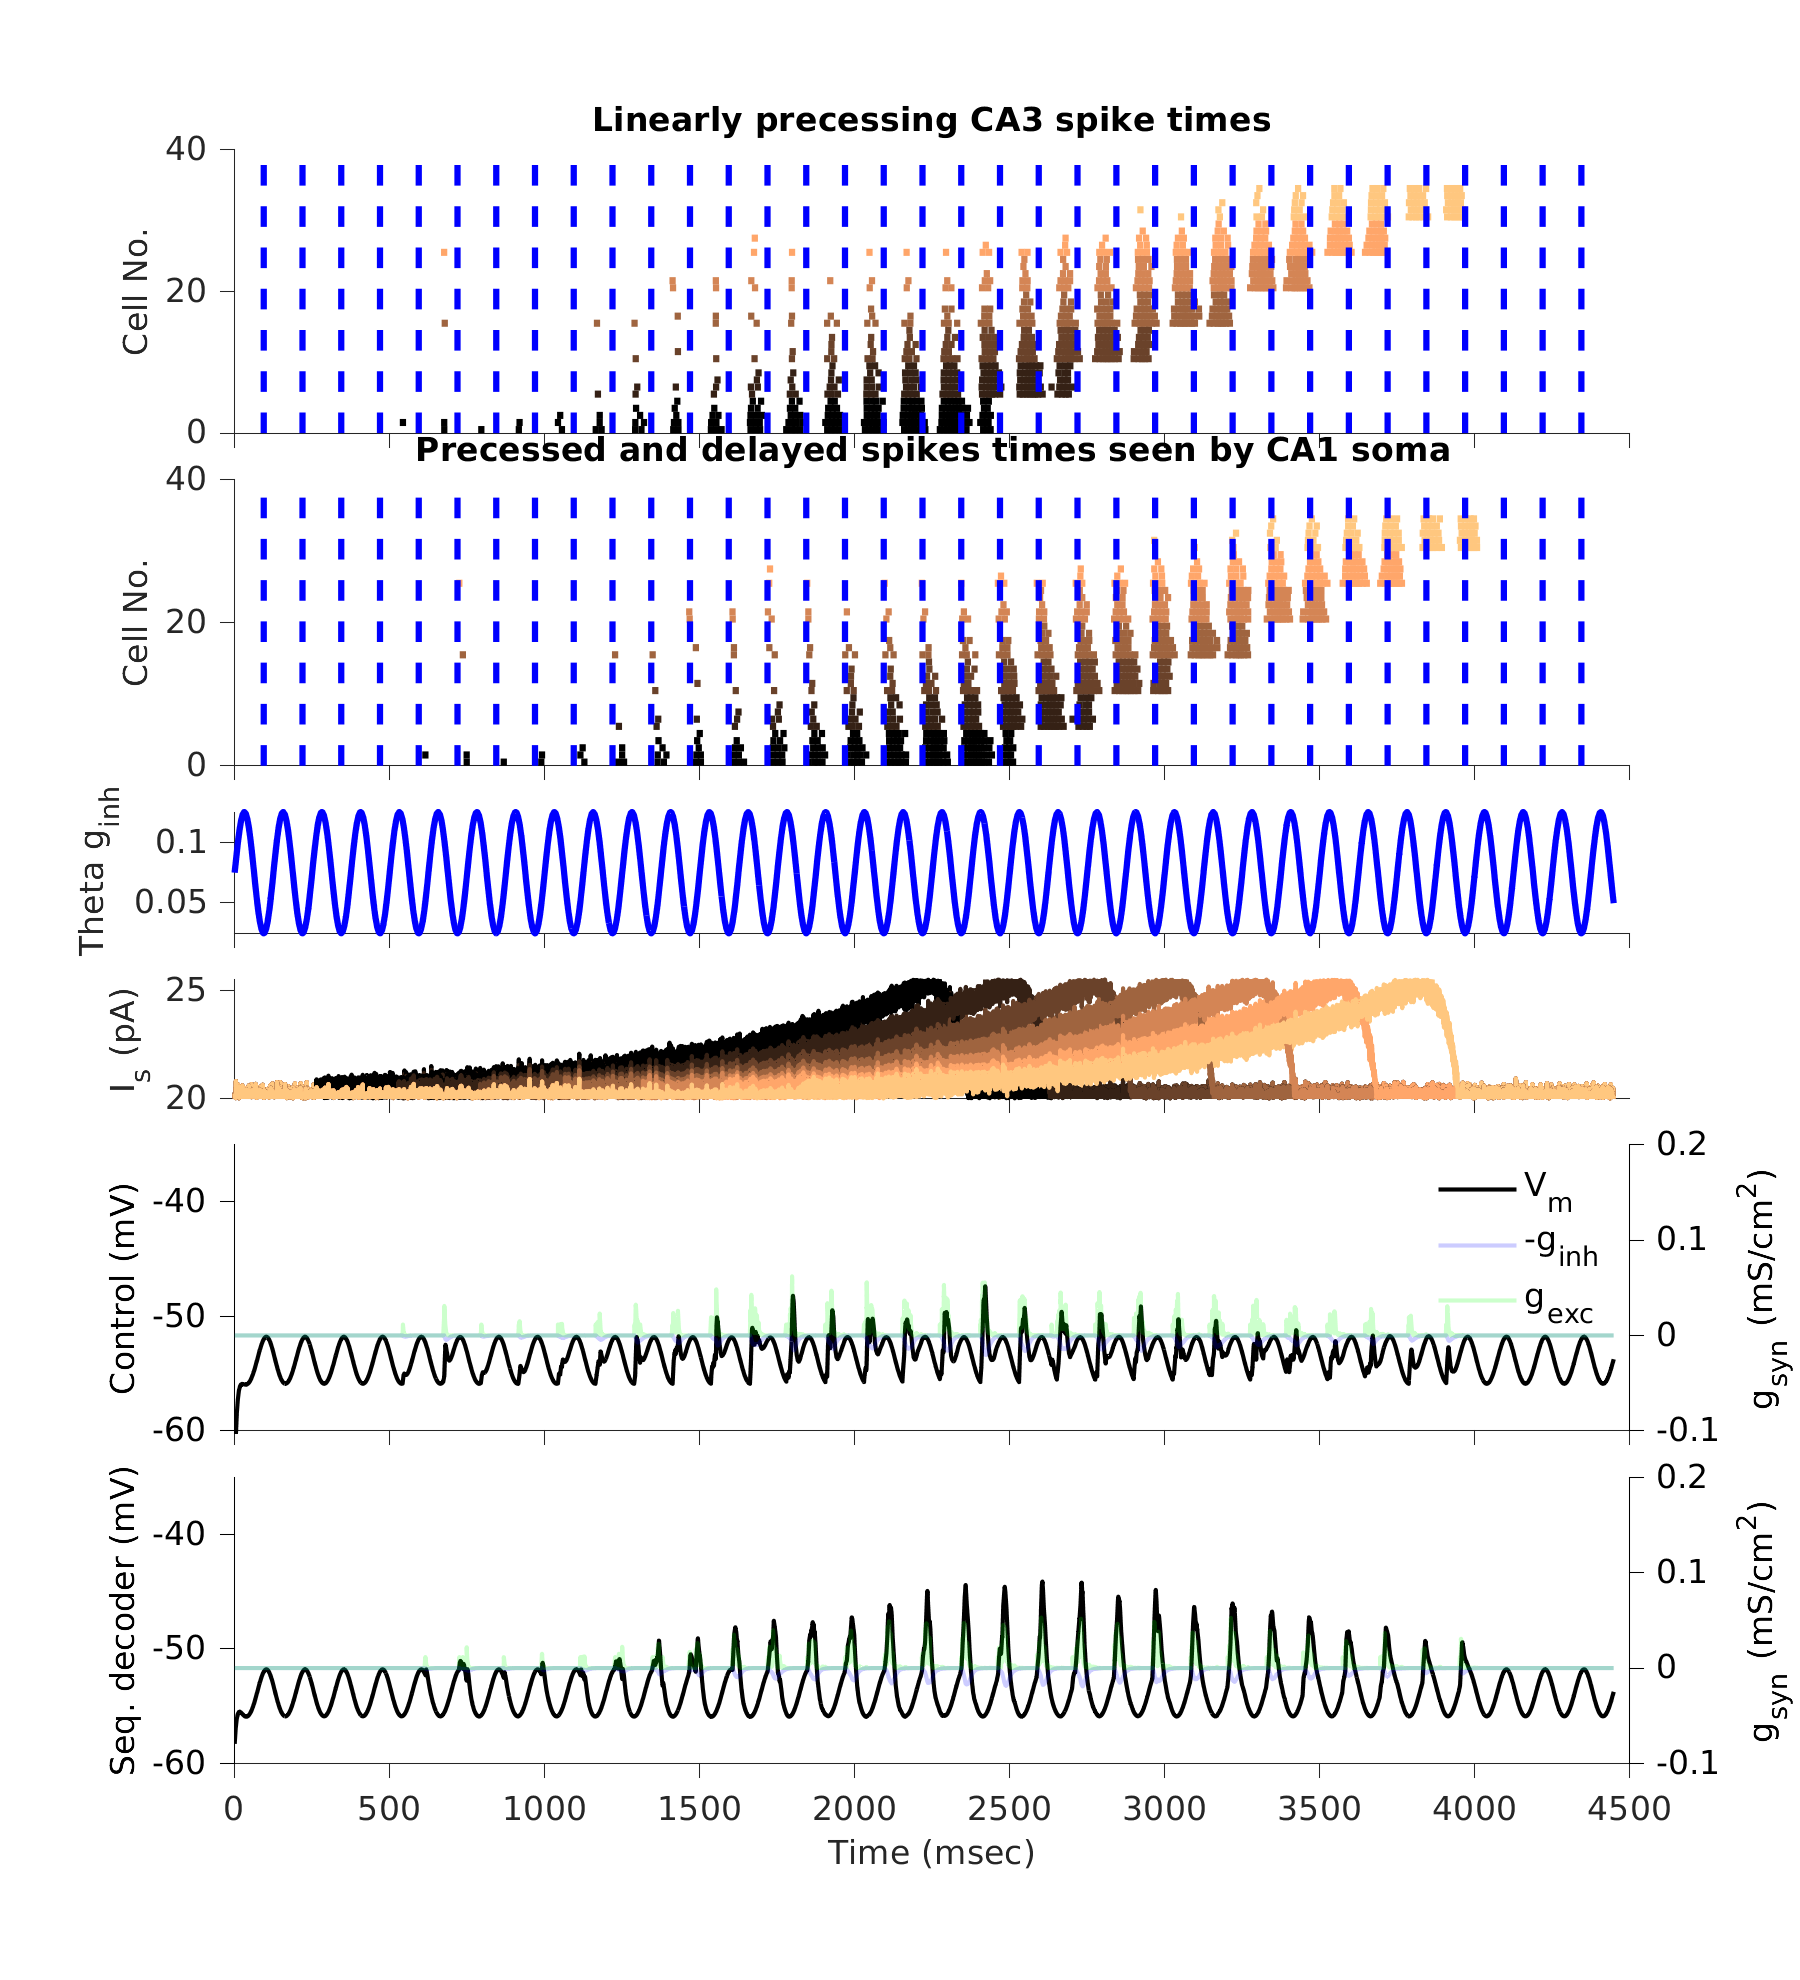 Linearly precessing CA3 spike times
40
20
0
Cell No.
Precessed and delayed spikes times seen by CA1 soma
40
20
0
Cell No.
Theta g_inh
0.1
0.05
I_s (pA)
25
20
Control (mV)
-40
-50
-60
V_m
-g_inh
g_exc
0.2
0.1
0
-0.1
g_syn (mS/cm^2)
Seq. decoder (mV)
-40
-50
-60
0.2
0.1
0
-0.1
g_syn (mS/cm^2)
0 500 1000 1500 2000 2500 3000 3500 4000 4500
Time (msec)